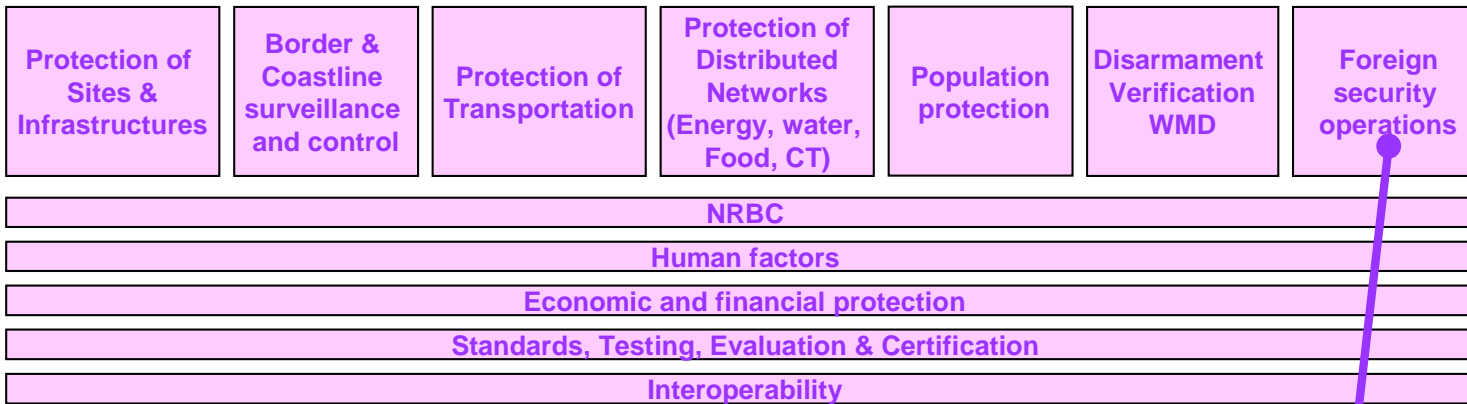 Protection of
Sites &
Infrastructures
Border &
Coastline
surveillance
and control
Protection of
Transportation
Protection of
Distributed
Networks
(Energy, water,
Food, CT)
Population
protection
Disarmament
Verification
WMD
Foreign
security
operations
NRBC
Human factors
Economic and financial protection
Standards, Testing, Evaluation & Certification
Interoperability